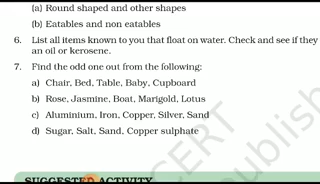 (a) Round shaped and other shapes
(b) Eatables and non eatables
6. List all items known to you that float on water. Check and see if they
an oil or kerosene.
7. Find the odd one out from the following:
a) Chair, Bed, Table, Baby, Cupboard
b) Rose, Jasmine, Boat, Marigold, Lotus
c) Aluminium, Iron, Copper, Silver, Sand
d) Sugar, Salt, Sand, Copper sulphate
SUGGESTED ACTIVITY